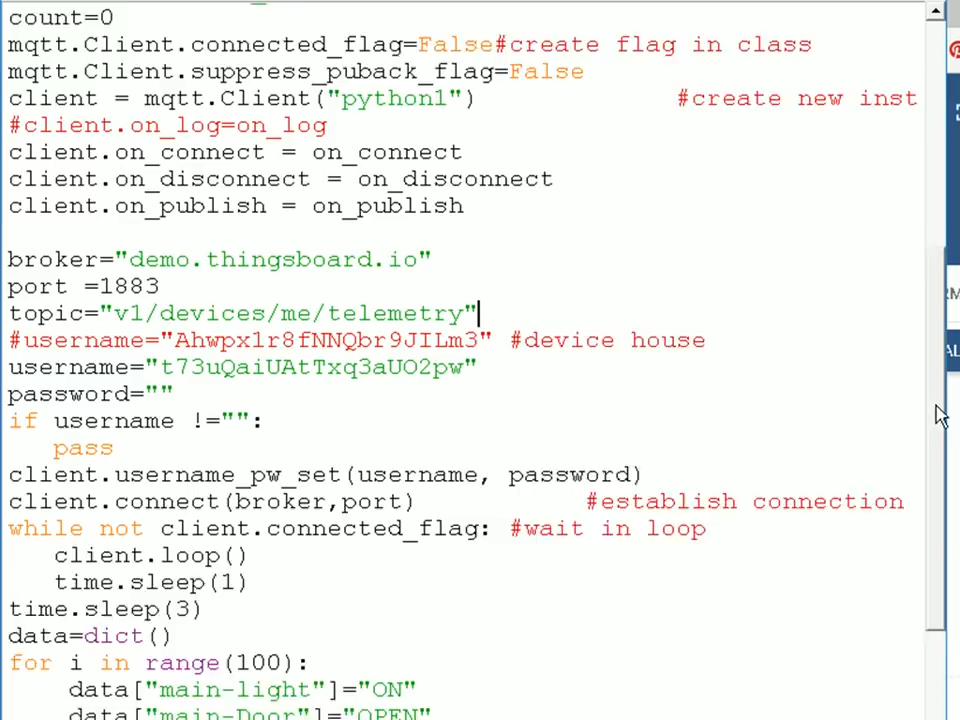 count=0
mqtt.Client.connected_flag=False#create flag in class
mqtt.Client.suppress_puback_flag=False
client = mqtt.Client("python1") #create new inst
#client.on_log=on_log
client.on_connect = on_connect
client.on_disconnect = on_disconnect
client.on_publish = on_publish
broker="demo.thingsboard.io"
port =1883
topic="v1/devices/me/telemetry"
#username="Ahwpx1r8fNNQbr9JILm3" #device house
username="t73uQaiUAtTxq3aUO2pw"
password=""
if username !="":
pass
client.username_pw_set(username, password)
client.connect(broker,port) #establish connection
while not client.connected_flag: #wait in loop
client.loop()
time.sleep(1)
time.sleep(3)
data=dict()
for i in range(100):
data["main-light"]="ON"
data["main-Door"]="OPEN"